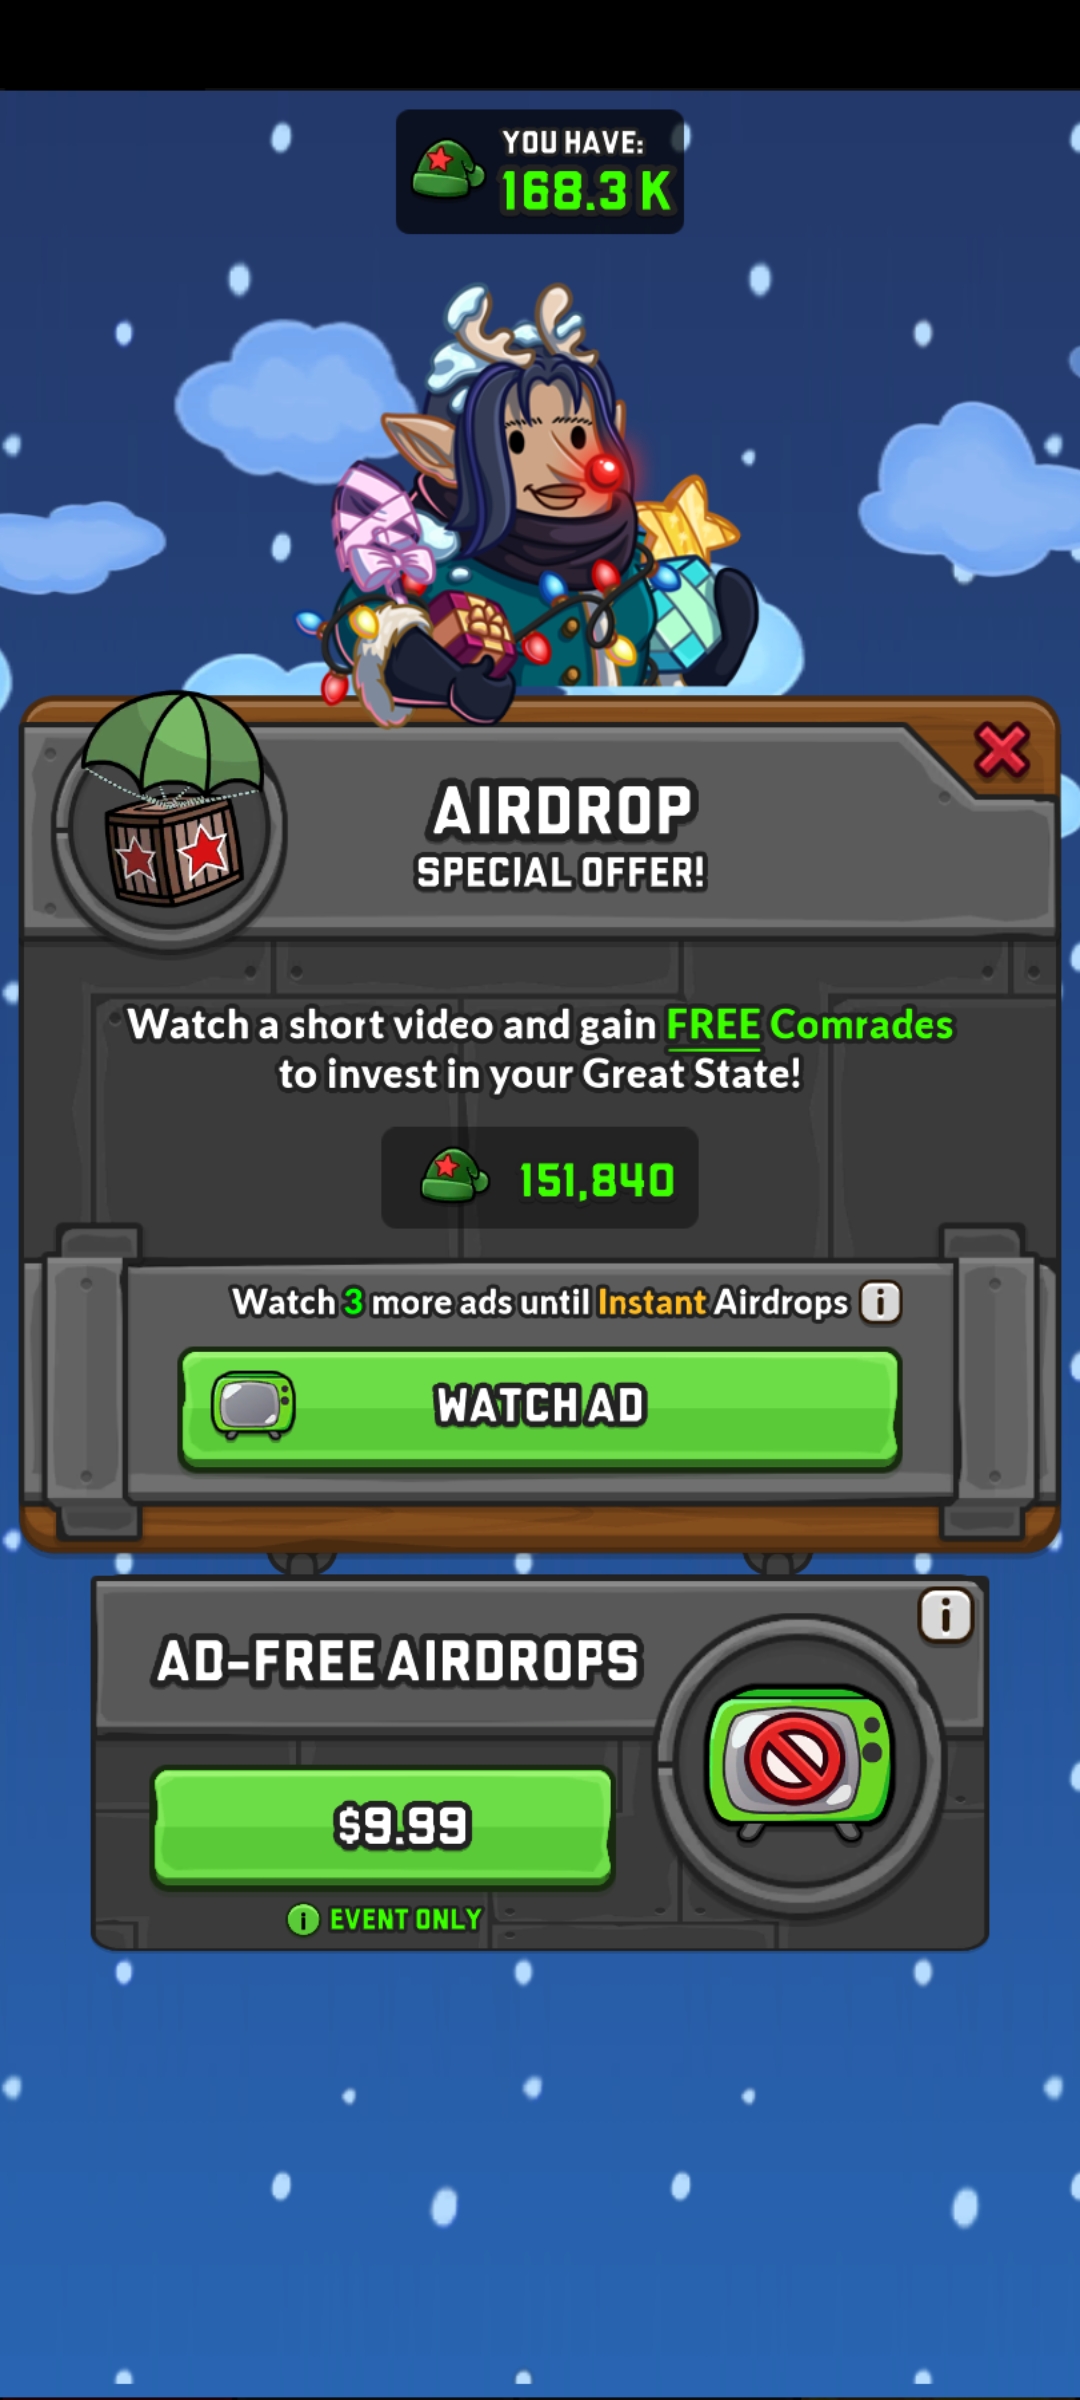 YOU HAVE:
168.3 K
AIRDROP
SPECIAL OFFER!
Watch a short video and gain FREE Comrades
to invest in your Great State!
151,840
Watch 3 more ads until Instant Airdrops i
WATCH AD
i
AD-FREE AIRDROPS
$9.99
i EVENT ONLY